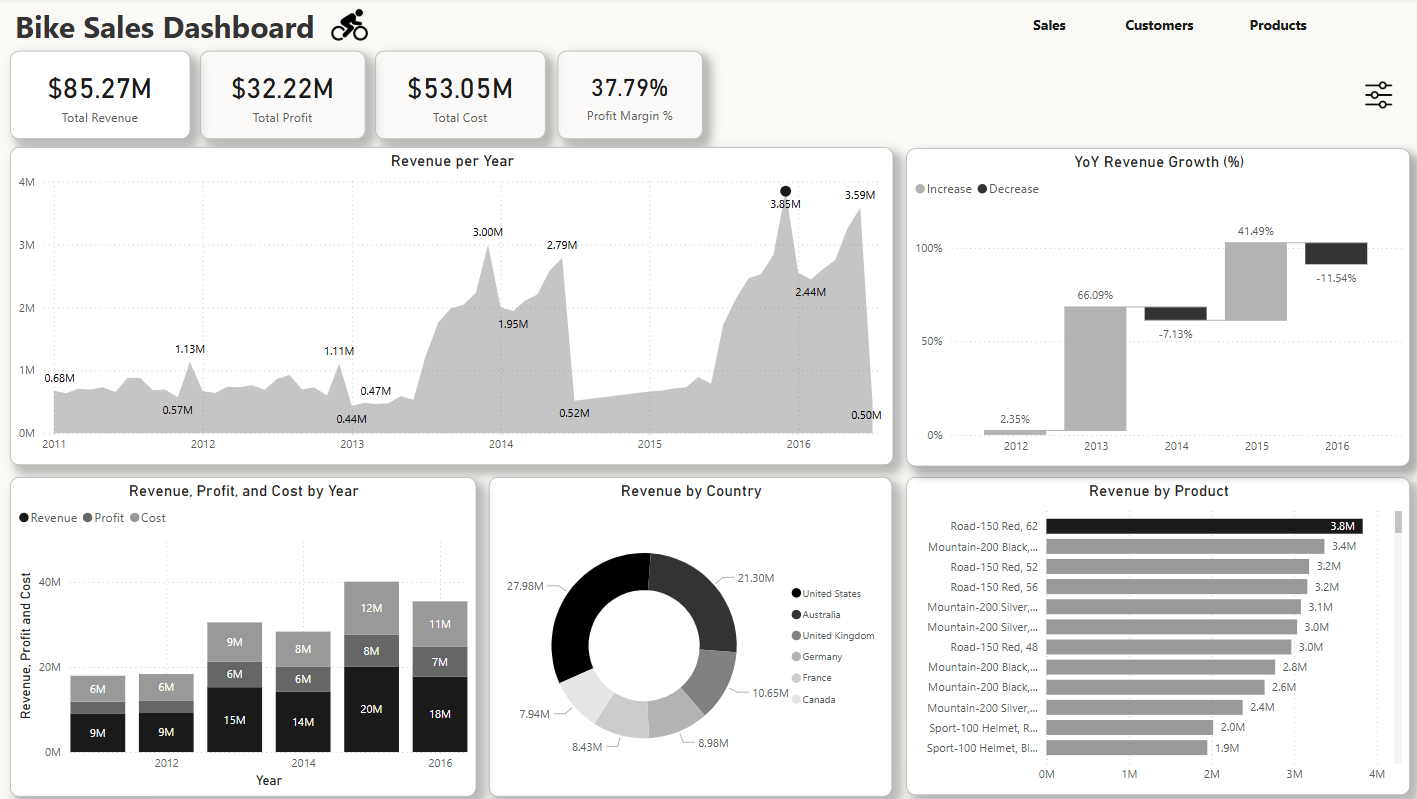 Bike Sales Dashboard
Sales Customers Products
$85.27M
Total Revenue
$32.22M
Total Profit
$53.05M
Total Cost
37.79%
Profit Margin %
Revenue per Year
4M
3M
2M
1M
0M
0.68M
0.57M
1.13M
1.11M
0.44M
0.47M
3.00M
1.95M
2.79M
0.52M
3.85M
2.44M
3.59M
0.50M
2011 2012 2013 2014 2015 2016
YoY Revenue Growth (%)
Increase Decrease
100%
50%
0%
2.35%
66.09%
-7.13%
41.49%
-11.54%
2012 2013 2014 2015 2016
Revenue, Profit, and Cost by Year
Revenue Profit Cost
Revenue, Profit and Cost
40M
20M
0M
6M
9M
6M
9M
9M
6M
15M
8M
6M
14M
12M
8M
20M
11M
7M
18M
2012 2014 2016
Year
Revenue by Country
27.98M
21.30M
10.65M
8.98M
8.43M
7.94M
United States
Australia
United Kingdom
Germany
France
Canada
Revenue by Product
Road-150 Red, 62 3.8M
Mountain-200 Black,... 3.4M
Road-150 Red, 52 3.2M
Road-150 Red, 56 3.2M
Mountain-200 Silver,... 3.1M
Mountain-200 Silver,... 3.0M
Road-150 Red, 48 3.0M
Mountain-200 Black,... 2.8M
Mountain-200 Black,... 2.6M
Mountain-200 Silver,... 2.4M
Sport-100 Helmet, R... 2.0M
Sport-100 Helmet, Bl... 1.9M
0M 1M 2M 3M 4M